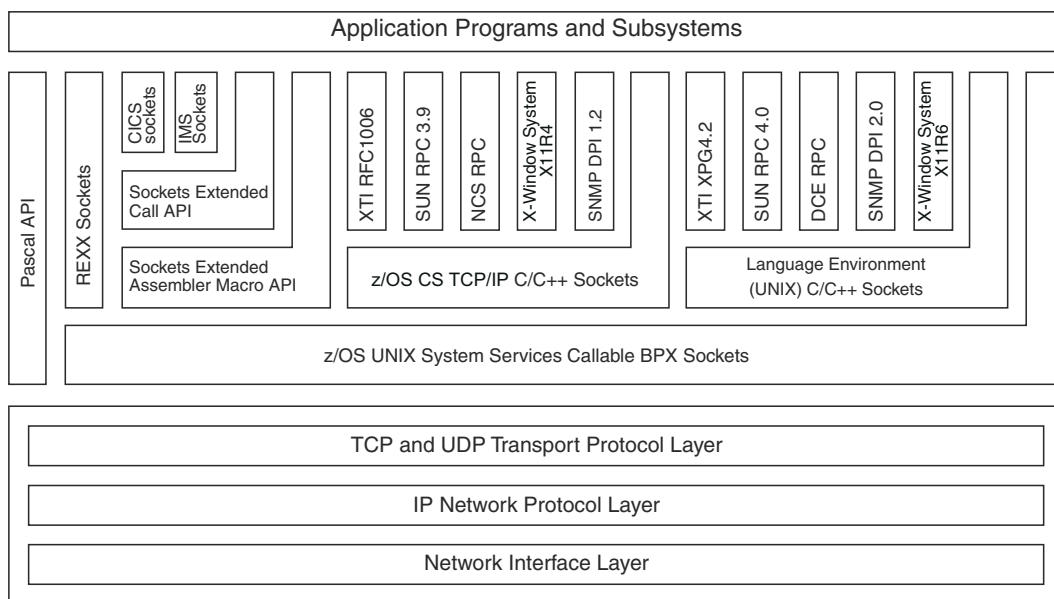 Application Programs and Subsystems
Pascal API
REXX Sockets
CICS
sockets
IMS
Sockets
Sockets Extended
Call API
Sockets Extended
Assembler Macro API
XTI RFC1006
SUN RPC 3.9
NCS RPC
X-Window System
X11R4
SNMP DPI 1.2
z/OS CS TCP/IP C/C++ Sockets
XTI XPG4.2
SUN RPC 4.0
DCE RPC
SNMP DPI 2.0
X-Window System
X11R6
Language Environment
(UNIX) C/C++ Sockets
z/OS UNIX System Services Callable BPX Sockets
TCP and UDP Transport Protocol Layer
IP Network Protocol Layer
Network Interface Layer